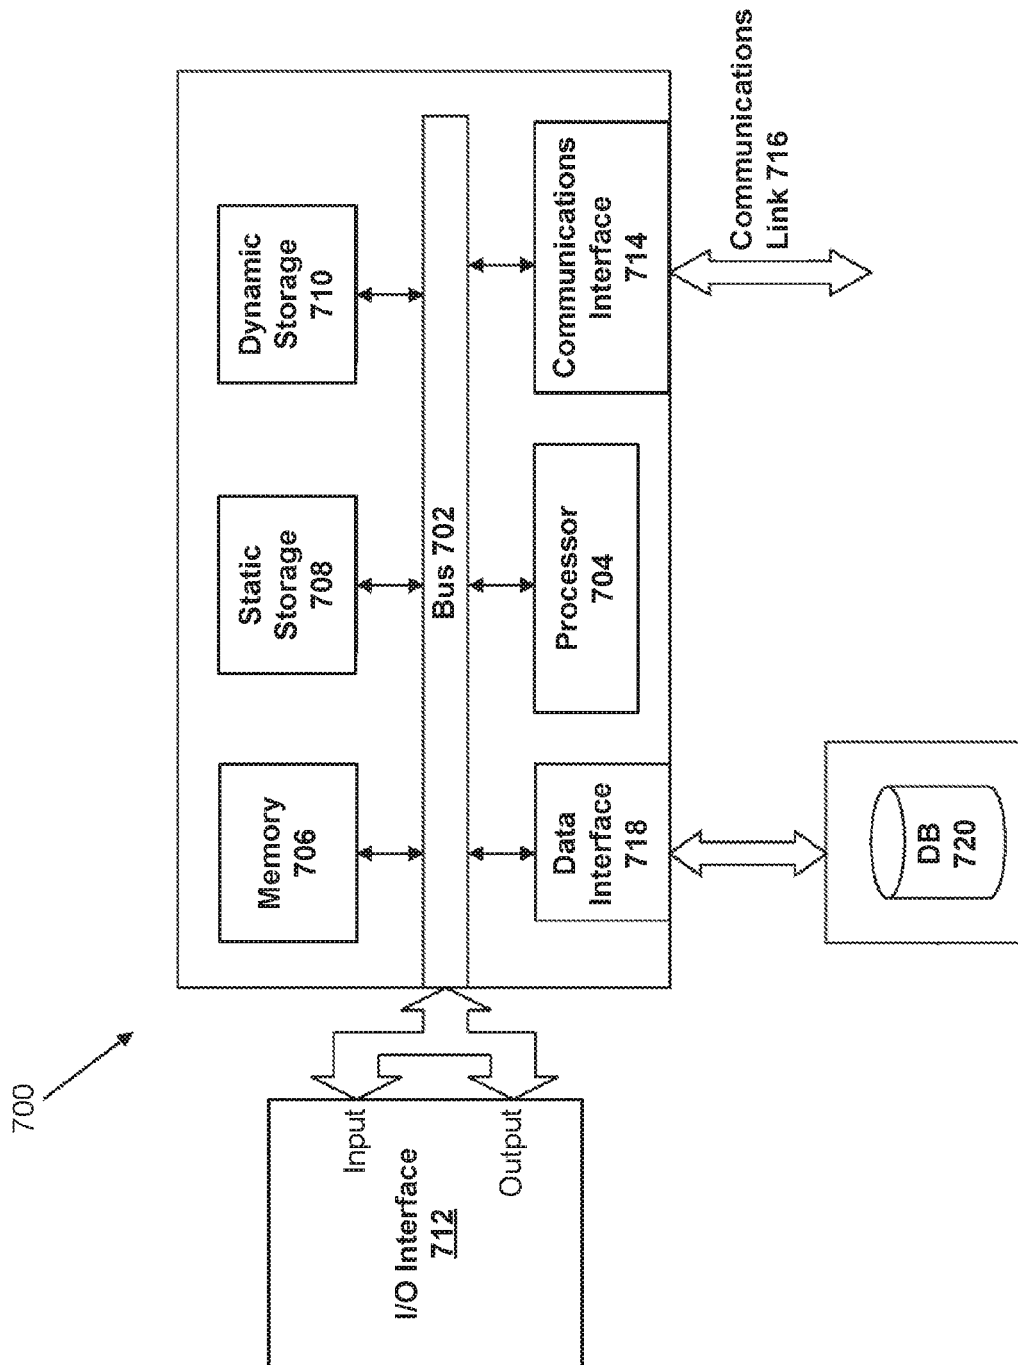 700
I/O Interface
712
Input
Output
Memory
706
Static
Storage
708
Dynamic
Storage
710
Bus 702
Data
Interface
718
Processor
704
Communications
Interface
714
DB
720
Communications
Link 716